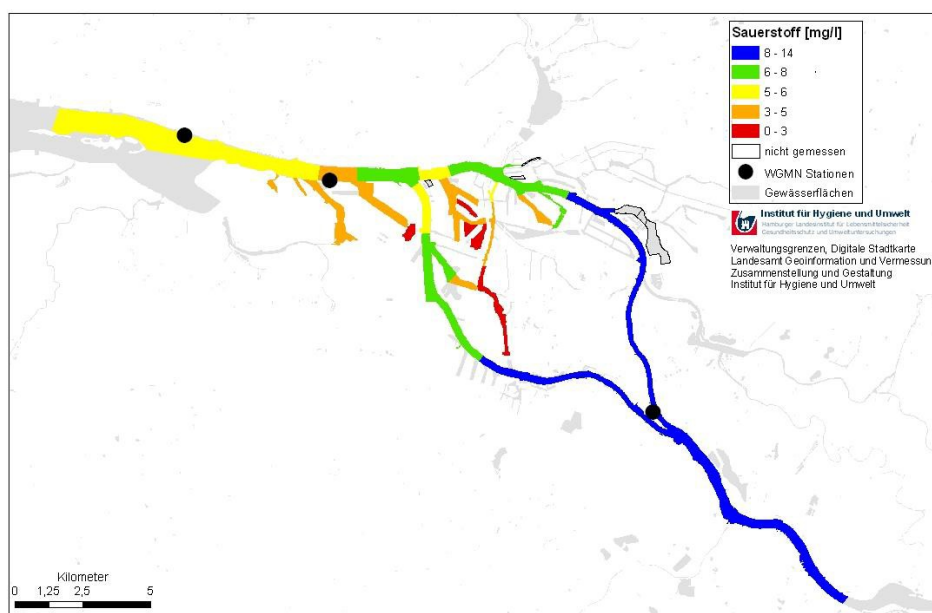 Sauerstoff [mg/l]
8 - 14
6 - 8
5 - 6
3 - 5
0 - 3
nicht gemessen
WGMN Stationen
Gewässerflächen
Institut für Hygiene und Umwelt
Hamburger Landesinstitut für Lebensmittelsicherheit
Gesundheitsschutz und Umweltuntersuchungen
Verwaltungsgrenzen, Digitale Stadtkarte
Landesamt Geoinformation und Vermessun
Zusammenstellung und Gestaltung
Institut für Hygiene und Umwelt
Kilometer
0 1,25 2,5 5